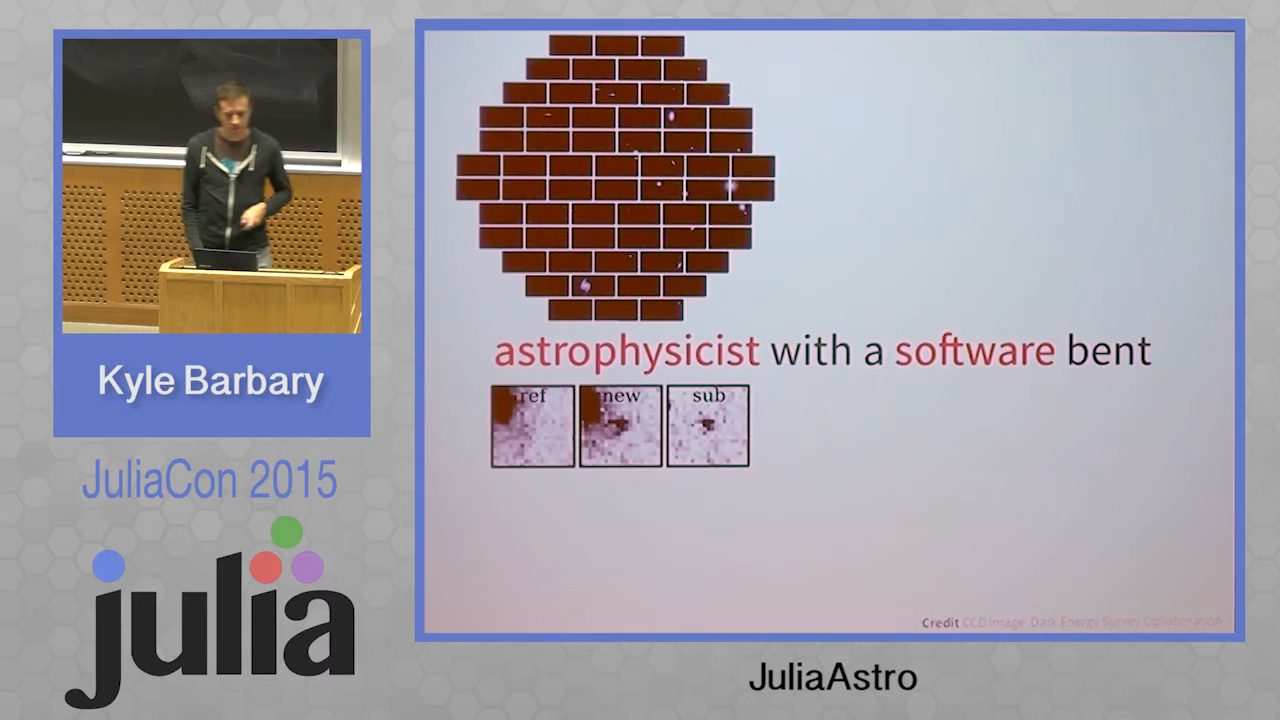 astrophysicist with a software bent
ref new sub
Credit CCD Image: Dark Energy Survey Collaboration
Kyle Barbary
JuliaCon 2015
julia
JuliaAstro